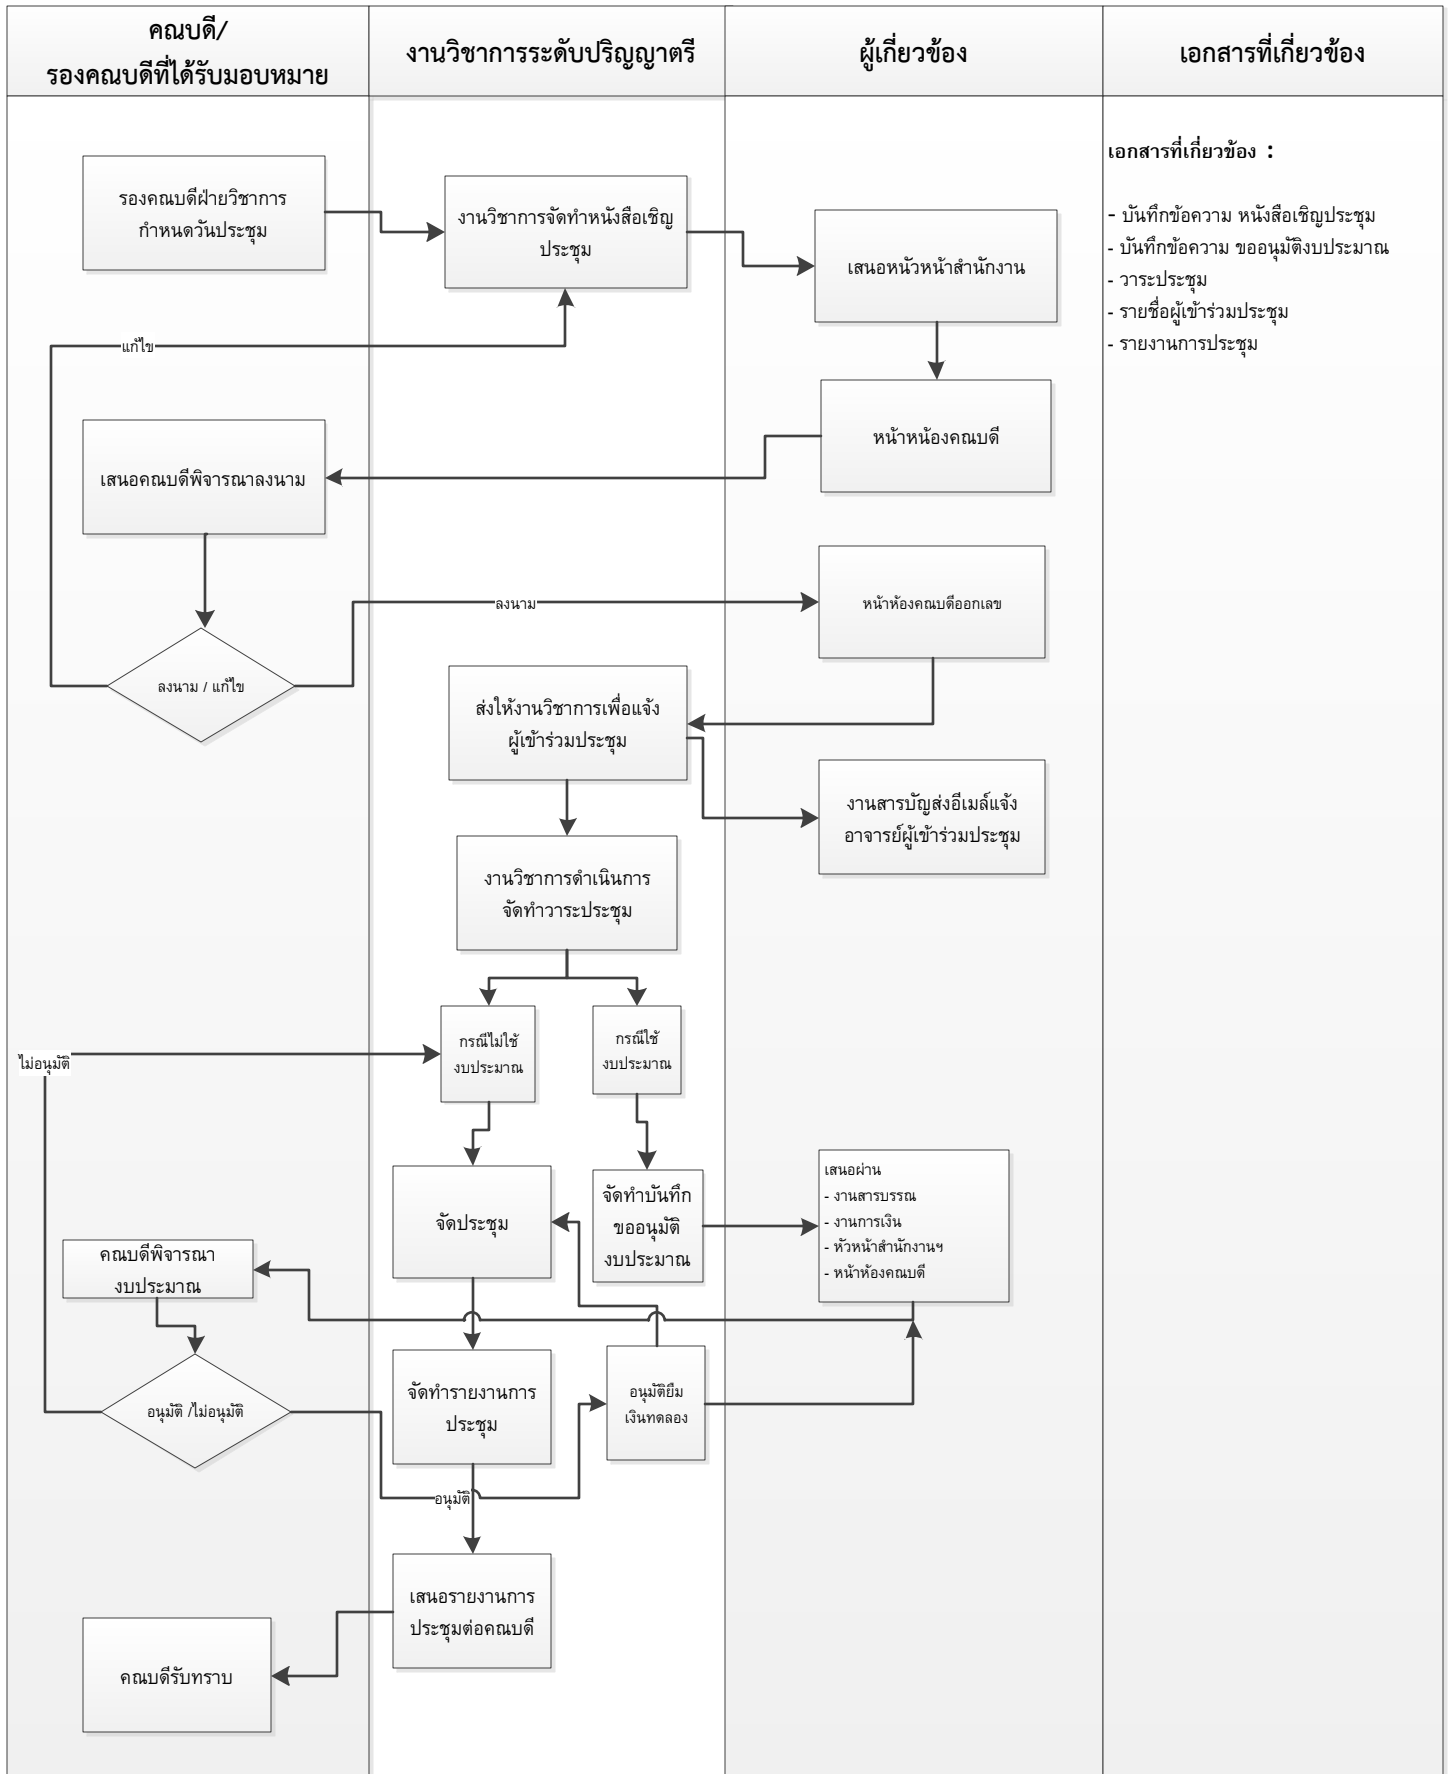 คณบดี/
รองคณบดีที่ได้รับมอบหมาย
งานวิชาการระดับปริญญาตรี
ผู้เกี่ยวข้อง
เอกสารที่เกี่ยวข้อง
รองคณบดีฝ่ายวิชาการ
กำหนดวันประชุม
งานวิชาการจัดทำหนังสือเชิญ
ประชุม
เสนอหนัวหน้าสำนักงาน
เอกสารที่เกี่ยวข้อง :
- บันทึกข้อความ หนังสือเชิญประชุม
- บันทึกข้อความ ขออนุมัติงบประมาณ
- วาระประชุม
- รายชื่อผู้เข้าร่วมประชุม
- รายงานการประชุม
แก้ไข
หน้าหน้องคณบดี
เสนอคณบดีพิจารณาลงนาม
ลงนาม
หน้าห้องคณบดีออกเลข
ลงนาม / แก้ไข
ส่งให้งานวิชาการเพื่อแจ้ง
ผู้เข้าร่วมประชุม
งานสารบัญส่งอีเมล์แจ้ง
อาจารย์ผู้เข้าร่วมประชุม
งานวิชาการดำเนินการ
จัดทำวาระประชุม
กรณีไม่ใช้
งบประมาณ
กรณีใช้
งบประมาณ
ไม่อนุมัติ
จัดประชุม
จัดทำบันทึก
ขออนุมัติ
งบประมาณ
เสนอผ่าน
- งานสารบรรณ
- งานการเงิน
- หัวหน้าสำนักงานฯ
- หน้าห้องคณบดี
คณบดีพิจารณา
งบประมาณ
อนุมัติ /ไม่อนุมัติ
จัดทำรายงานการ
ประชุม
อนุมัติยืม
เงินทดลอง
อนุมัติ
เสนอรายงานการ
ประชุมต่อคณบดี
คณบดีรับทราบ